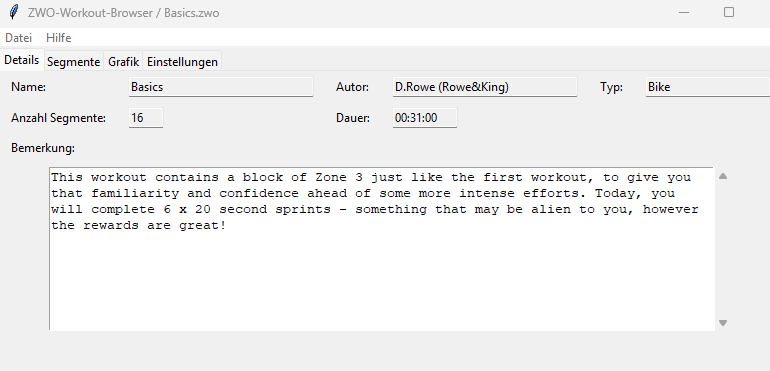 ZWO-Workout-Browser / Basics.zwo
Datei Hilfe
Details Segmente Grafik Einstellungen
Name: Basics Autor: D.Rowe (Rowe&King) Typ: Bike
Anzahl Segmente: 16 Dauer: 00:31:00
Bemerkung:
This workout contains a block of Zone 3 just like the first workout, to give you
that familiarity and confidence ahead of some more intense efforts. Today, you
will complete 6 x 20 second sprints - something that may be alien to you, however
the rewards are great!